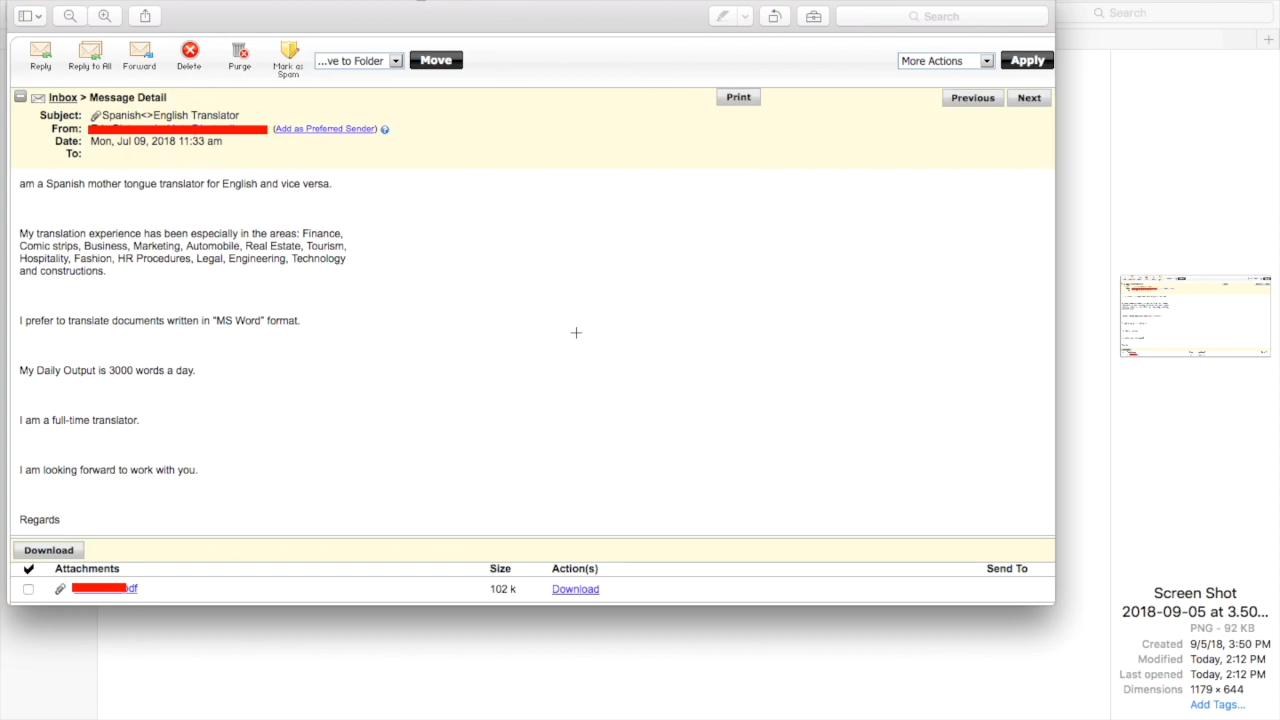 Search
Search
Reply
Reply to All
Forward
Delete
Purge
Mark as
Spam
...ve to Folder
Move
More Actions
Apply
Inbox > Message Detail
Print
Previous
Next
Subject: Spanish<>English Translator
From: (Add as Preferred Sender)
Date: Mon, Jul 09, 2018 11:33 am
To:
am a Spanish mother tongue translator for English and vice versa.
My translation experience has been especially in the areas: Finance,
Comic strips, Business, Marketing, Automobile, Real Estate, Tourism,
Hospitality, Fashion, HR Procedures, Legal, Engineering, Technology
and constructions.
I prefer to translate documents written in "MS Word" format.
My Daily Output is 3000 words a day.
I am a full-time translator.
I am looking forward to work with you.
Regards
Download
Attachments Size Action(s) Send To
df 102 k Download
Screen Shot
2018-09-05 at 3.50...
PNG - 92 KB
Created 9/5/18, 3:50 PM
Modified Today, 2:12 PM
Last opened Today, 2:12 PM
Dimensions 1179 × 644
Add Tags...